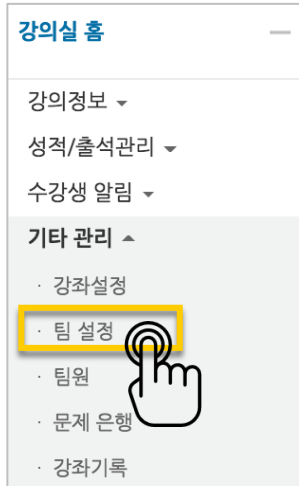 강의실 홈
강의정보
성적/출석관리
수강생 알림
기타 관리
· 강좌설정
· 팀 설정
· 팀원
· 문제 은행
· 강좌기록